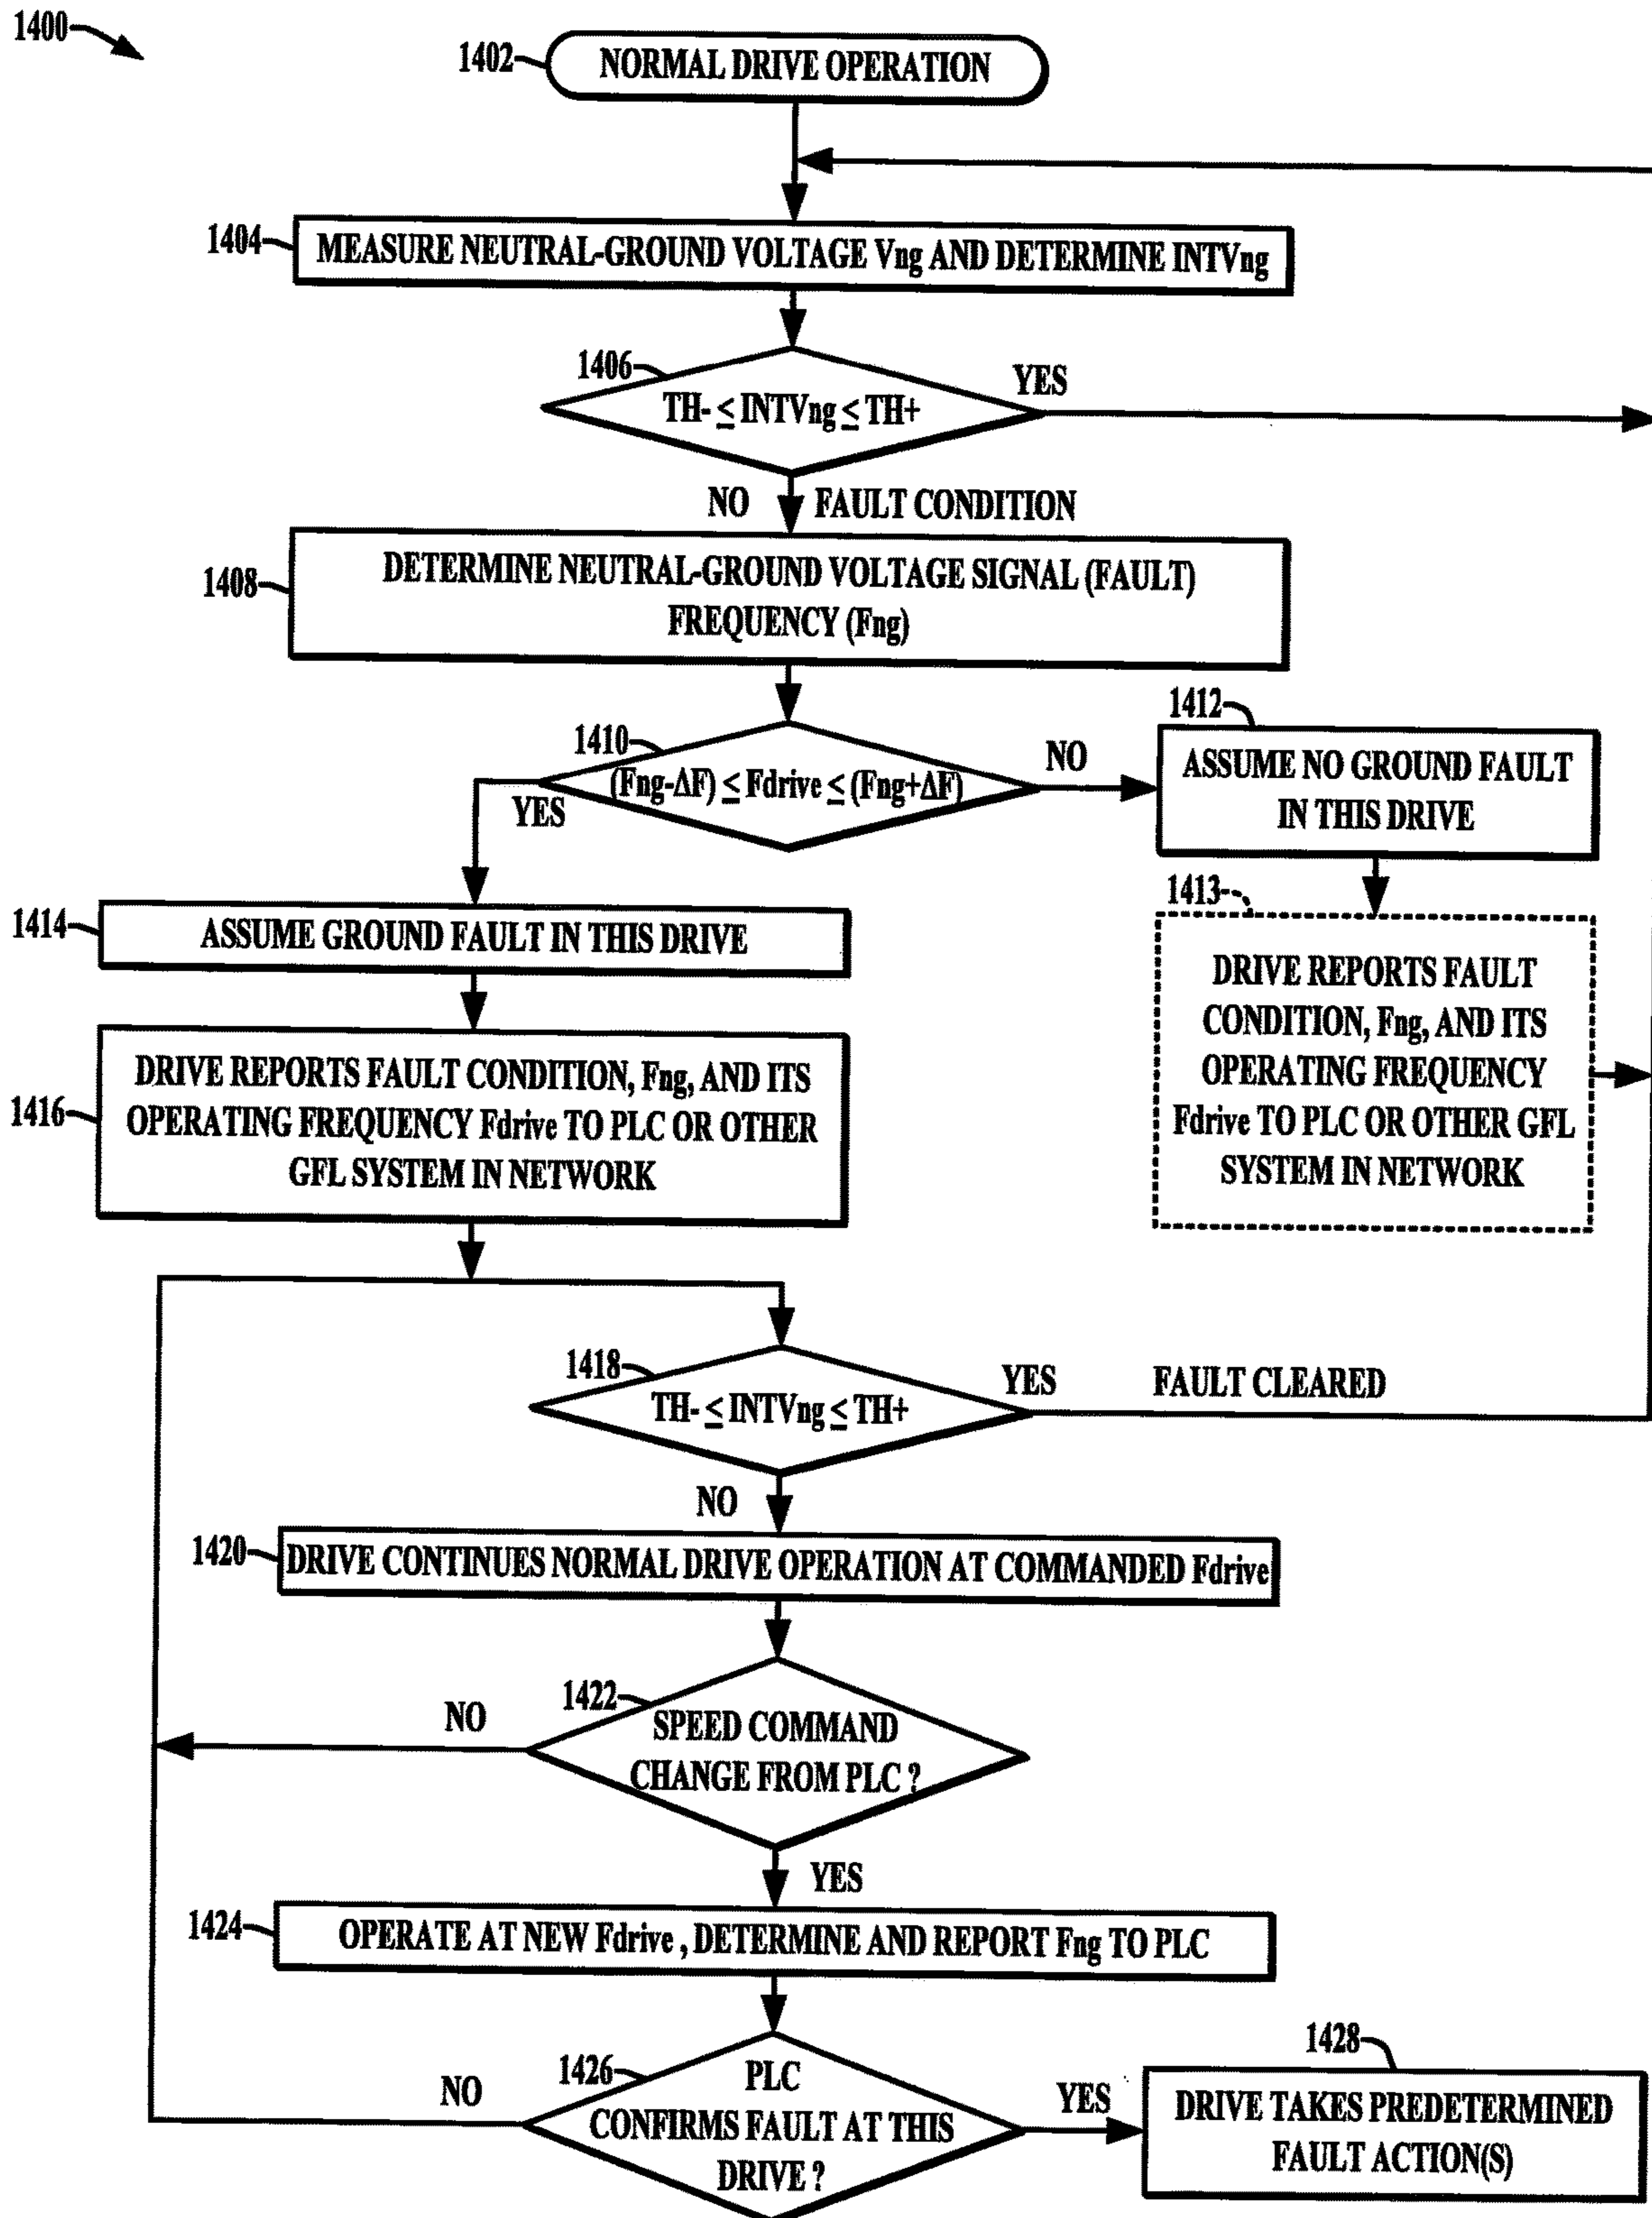 1400
1402
NORMAL DRIVE OPERATION
1404
MEASURE NEUTRAL-GROUND VOLTAGE Vng AND DETERMINE INTVng
1406
YES
TH- ≤ INTVng ≤ TH+
NO
FAULT CONDITION
1408
DETERMINE NEUTRAL-GROUND VOLTAGE SIGNAL (FAULT)
FREQUENCY (Fng)
1410
(Fng-ΔF) ≤ Fdrive ≤ (Fng+ΔF)
NO
YES
1412
ASSUME NO GROUND FAULT
IN THIS DRIVE
1413
DRIVE REPORTS FAULT
CONDITION, Fng, AND ITS
OPERATING FREQUENCY
Fdrive TO PLC OR OTHER GFL
SYSTEM IN NETWORK
1414
ASSUME GROUND FAULT IN THIS DRIVE
1416
DRIVE REPORTS FAULT CONDITION, Fng, AND ITS
OPERATING FREQUENCY Fdrive TO PLC OR OTHER
GFL SYSTEM IN NETWORK
1418
YES
FAULT CLEARED
TH- ≤ INTVng ≤ TH+
NO
1420
DRIVE CONTINUES NORMAL DRIVE OPERATION AT COMMANDED Fdrive
1422
NO
SPEED COMMAND
CHANGE FROM PLC ?
YES
1424
OPERATE AT NEW Fdrive , DETERMINE AND REPORT Fng TO PLC
1426
NO
PLC
CONFIRMS FAULT AT THIS
DRIVE ?
YES
1428
DRIVE TAKES PREDETERMINED
FAULT ACTION(S)